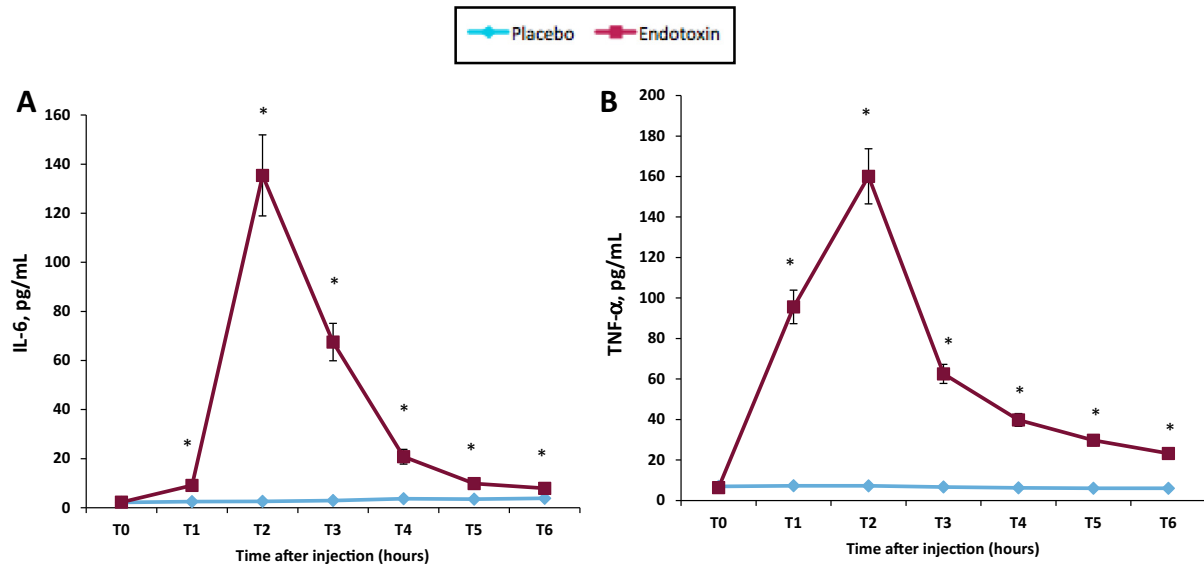 Placebo Endotoxin
A
IL-6, pg/mL
160
140
120
100
80
60
40
20
0
* * * * * *
T0 T1 T2 T3 T4 T5 T6
Time after injection (hours)
B
TNF-α, pg/mL
200
180
160
140
120
100
80
60
40
20
0
* * * * * *
T0 T1 T2 T3 T4 T5 T6
Time after injection (hours)